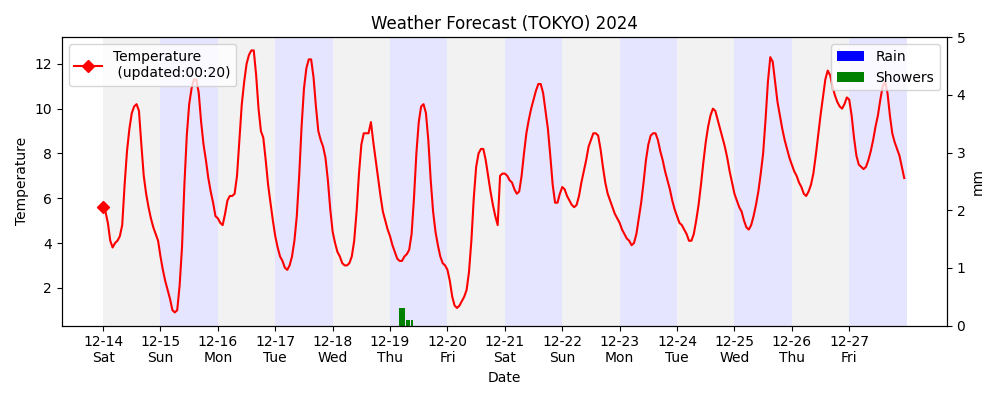 Weather Forecast (TOKYO) 2024
Temperature
(updated:00:20)
Rain
Showers
Temperature
12
10
8
6
4
2
5
4
3
2
1
0
mm
12-14 12-15 12-16 12-17 12-18 12-19 12-20 12-21 12-22 12-23 12-24 12-25 12-26 12-27
Sat Sun Mon Tue Wed Thu Fri Sat Sun Mon Tue Wed Thu Fri
Date